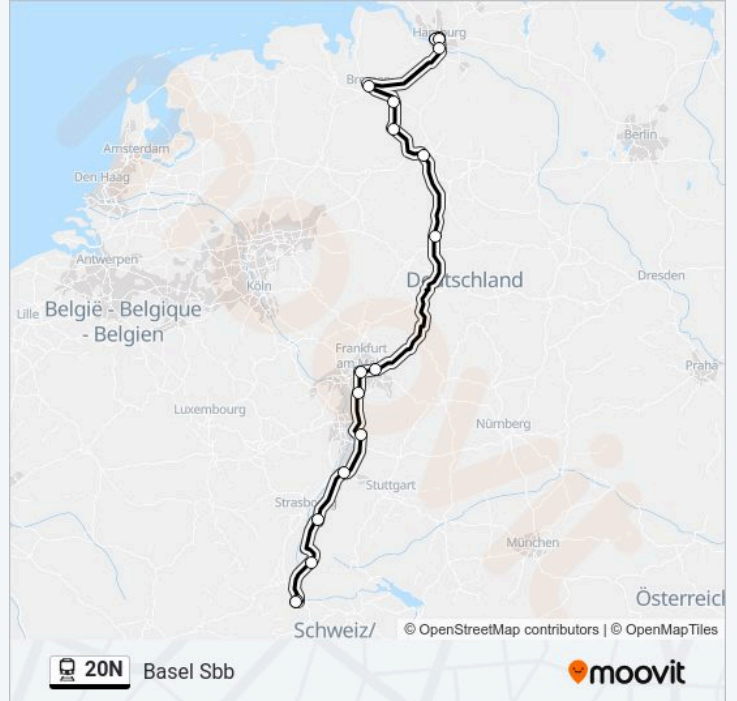 Hamburg
Bremen
Berlin
Amsterdam
Den Haag
Antwerpen
Deutschland
Dresden
Köln
Lille
België - Belgique
- Belgien
Frankfurt
am Main
Praha
Luxembourg
Nürnberg
Stuttgart
Strasbourg
München
Österreich
Schweiz/
© OpenStreetMap contributors | © OpenMapTiles
20N
Basel Sbb
moovit